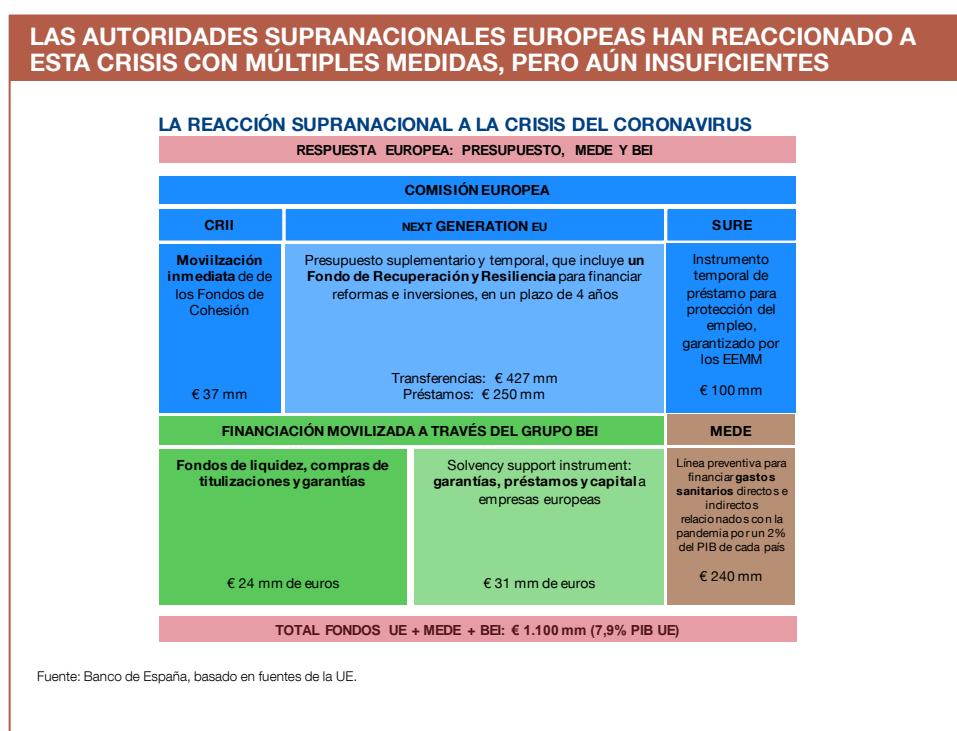 LAS AUTORIDADES SUPRANACIONALES EUROPEAS HAN REACCIONADO A
ESTA CRISIS CON MÚLTIPLES MEDIDAS, PERO AÚN INSUFICIENTES
LA REACCIÓN SUPRANACIONAL A LA CRISIS DEL CORONAVIRUS
RESPUESTA EUROPEA: PRESUPUESTO, MEDE Y BEI
COMISIÓN EUROPEA
CRII
NEXT GENERATION EU
SURE
Moviilzación
inmediata de de
los Fondos de
Cohesión
€ 37 mm
Presupuesto suplementario y temporal, que incluye un
Fondo de Recuperación y Resiliencia para financiar
reformas e inversiones, en un plazo de 4 años
Transferencias: € 427 mm
Préstamos: € 250 mm
Instrumento
temporal de
préstamo para
protección del
empleo,
garantizado por
los EEMM
€ 100 mm
FINANCIACIÓN MOVILIZADA A TRAVÉS DEL GRUPO BEI
MEDE
Fondos de liquidez, compras de
titulizaciones y garantías
€ 24 mm de euros
Solvency support instrument:
garantías, préstamos y capital a
empresas europeas
€ 31 mm de euros
Línea preventiva para
financiar gastos
sanitarios directos e
indirectos
relacionados con la
pandemia por un 2%
del PIB de cada país
€ 240 mm
TOTAL FONDOS UE + MEDE + BEI: € 1.100 mm (7,9% PIB UE)
Fuente: Banco de España, basado en fuentes de la UE.